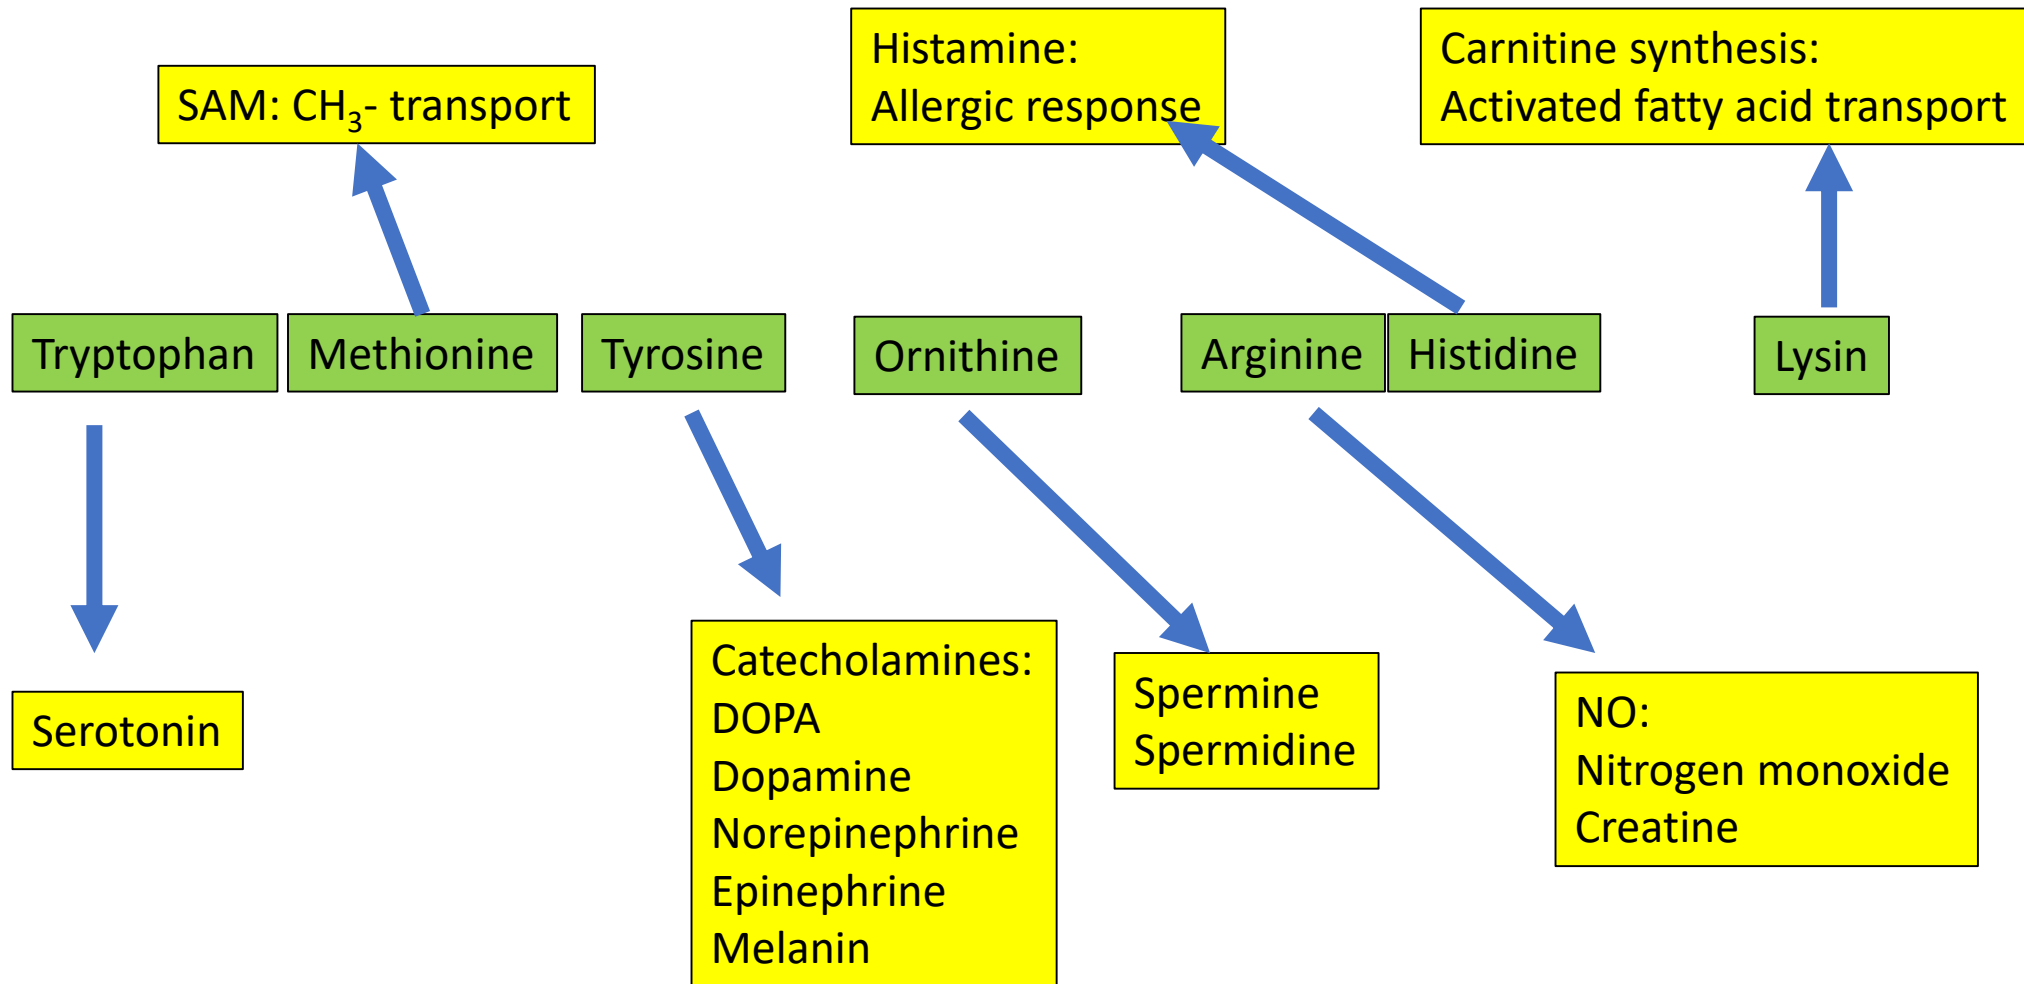 SAM: CH₃- transport
Histamine:
Allergic response
Carnitine synthesis:
Activated fatty acid transport
Tryptophan
Methionine
Tyrosine
Ornithine
Arginine
Histidine
Lysin
Serotonin
Catecholamines:
DOPA
Dopamine
Norepinephrine
Epinephrine
Melanin
Spermine
Spermidine
NO:
Nitrogen monoxide
Creatine